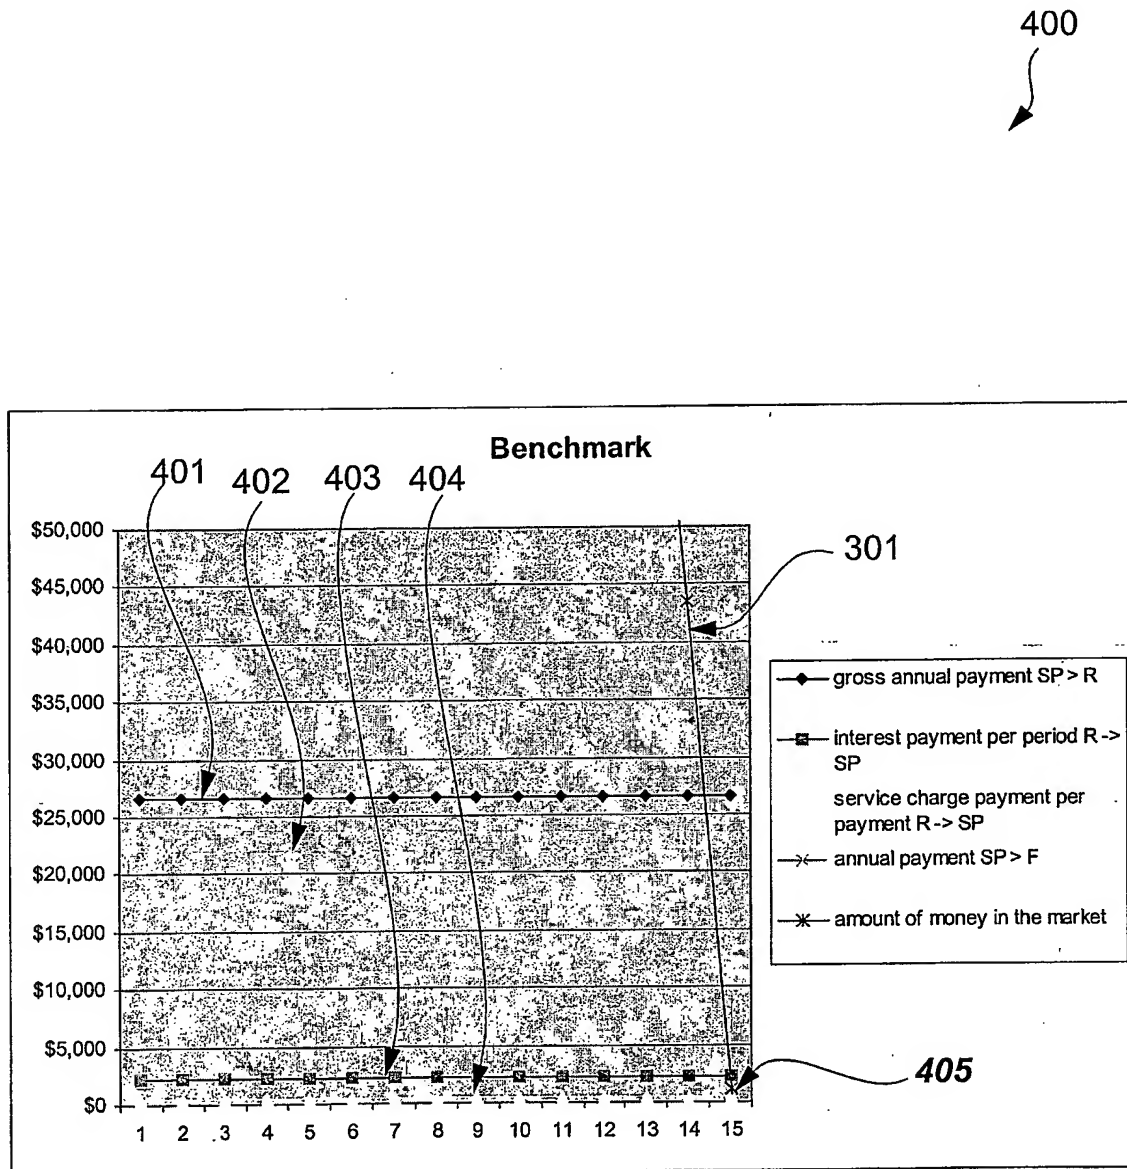 400
Benchmark
401
402
403
404
$50,000
$45,000
$40,000
$35,000
$30,000
$25,000
$20,000
$15,000
$10,000
$5,000
$0
1 2 3 4 5 6 7 8 9 10 11 12 13 14 15
301
405
gross annual payment SP> R
interest payment per period R ->
SP
service charge payment per
payment R -> SP
annual payment SP> F
amount of money in the market